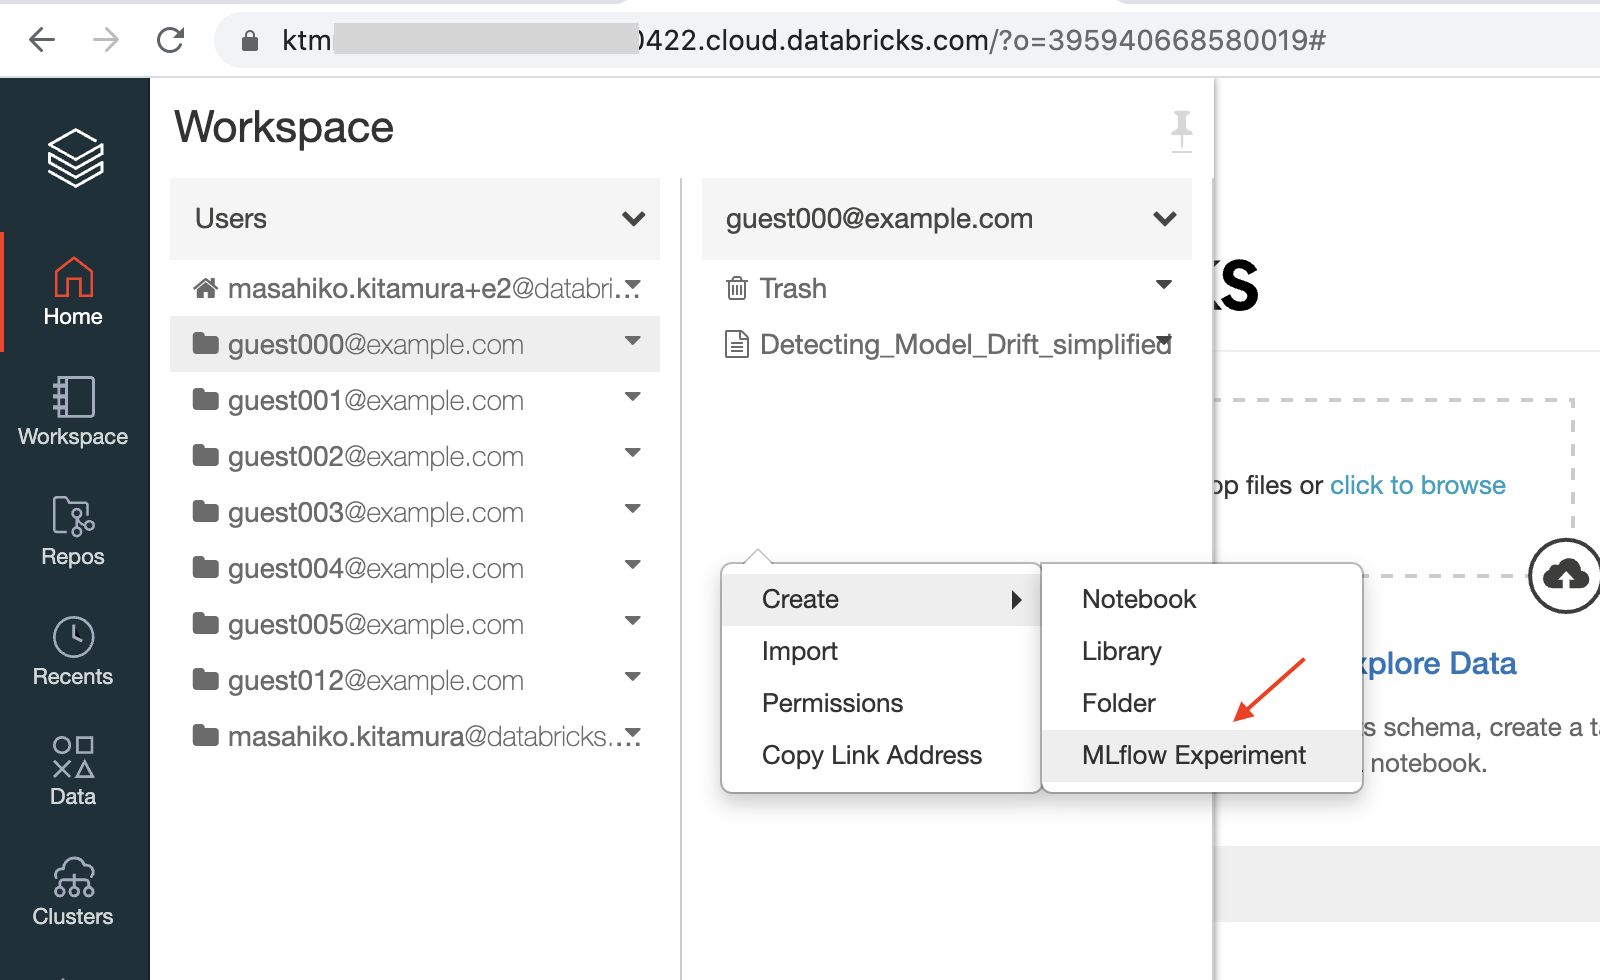 ktm 0422.cloud.databricks.com/?o=395940668580019#
Workspace
Home
Workspace
Repos
Recents
Data
Clusters
Users
masahiko.kitamura+e2@databri...
guest000@example.com
guest001@example.com
guest002@example.com
guest003@example.com
guest004@example.com
guest005@example.com
guest012@example.com
masahiko.kitamura@databricks....
guest000@example.com
Trash
Detecting_Model_Drift_simplified
Create
Import
Permissions
Copy Link Address
Notebook
Library
Folder
MLflow Experiment
ks
op files or click to browse
xplore Data
s schema, create a ta
notebook.